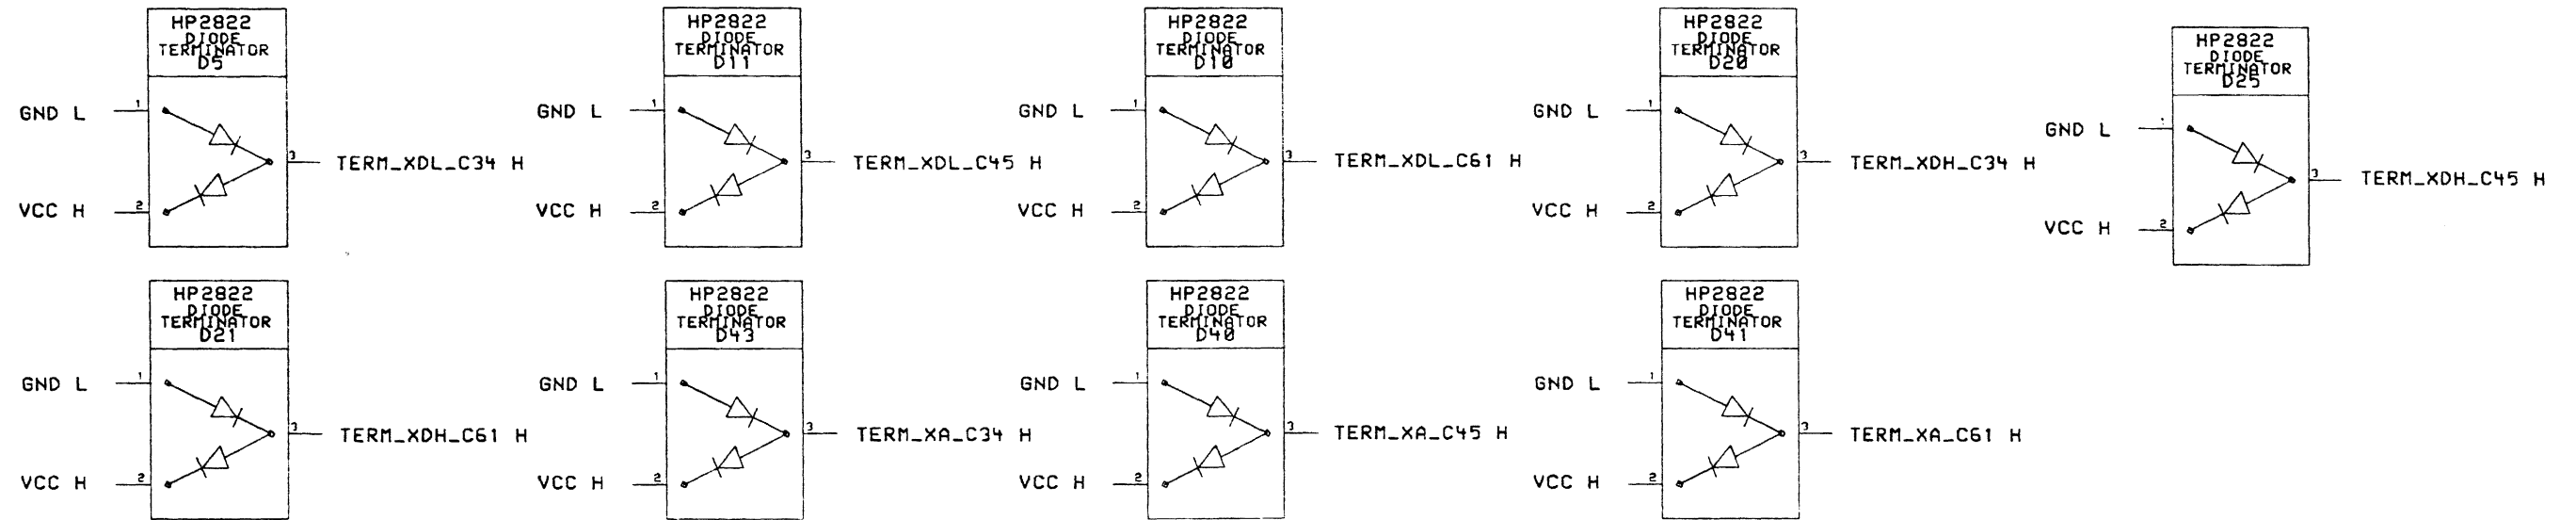 HP2822
DIODE
TERMINATOR
D5
GND L
1
3
TERM_XDL_C34 H
VCC H
2
HP2822
DIODE
TERMINATOR
D11
GND L
1
3
TERM_XDL_C45 H
VCC H
2
HP2822
DIODE
TERMINATOR
D10
GND L
1
3
TERM_XDL_C61 H
VCC H
2
HP2822
DIODE
TERMINATOR
D20
GND L
1
3
TERM_XDH_C34 H
VCC H
2
HP2822
DIODE
TERMINATOR
D25
GND L
1
3
TERM_XDH_C45 H
VCC H
2
HP2822
DIODE
TERMINATOR
D21
GND L
1
3
TERM_XDH_C61 H
VCC H
2
HP2822
DIODE
TERMINATOR
D43
GND L
1
3
TERM_XA_C34 H
VCC H
2
HP2822
DIODE
TERMINATOR
D40
GND L
1
3
TERM_XA_C45 H
VCC H
2
HP2822
DIODE
TERMINATOR
D41
GND L
1
3
TERM_XA_C61 H
VCC H
2